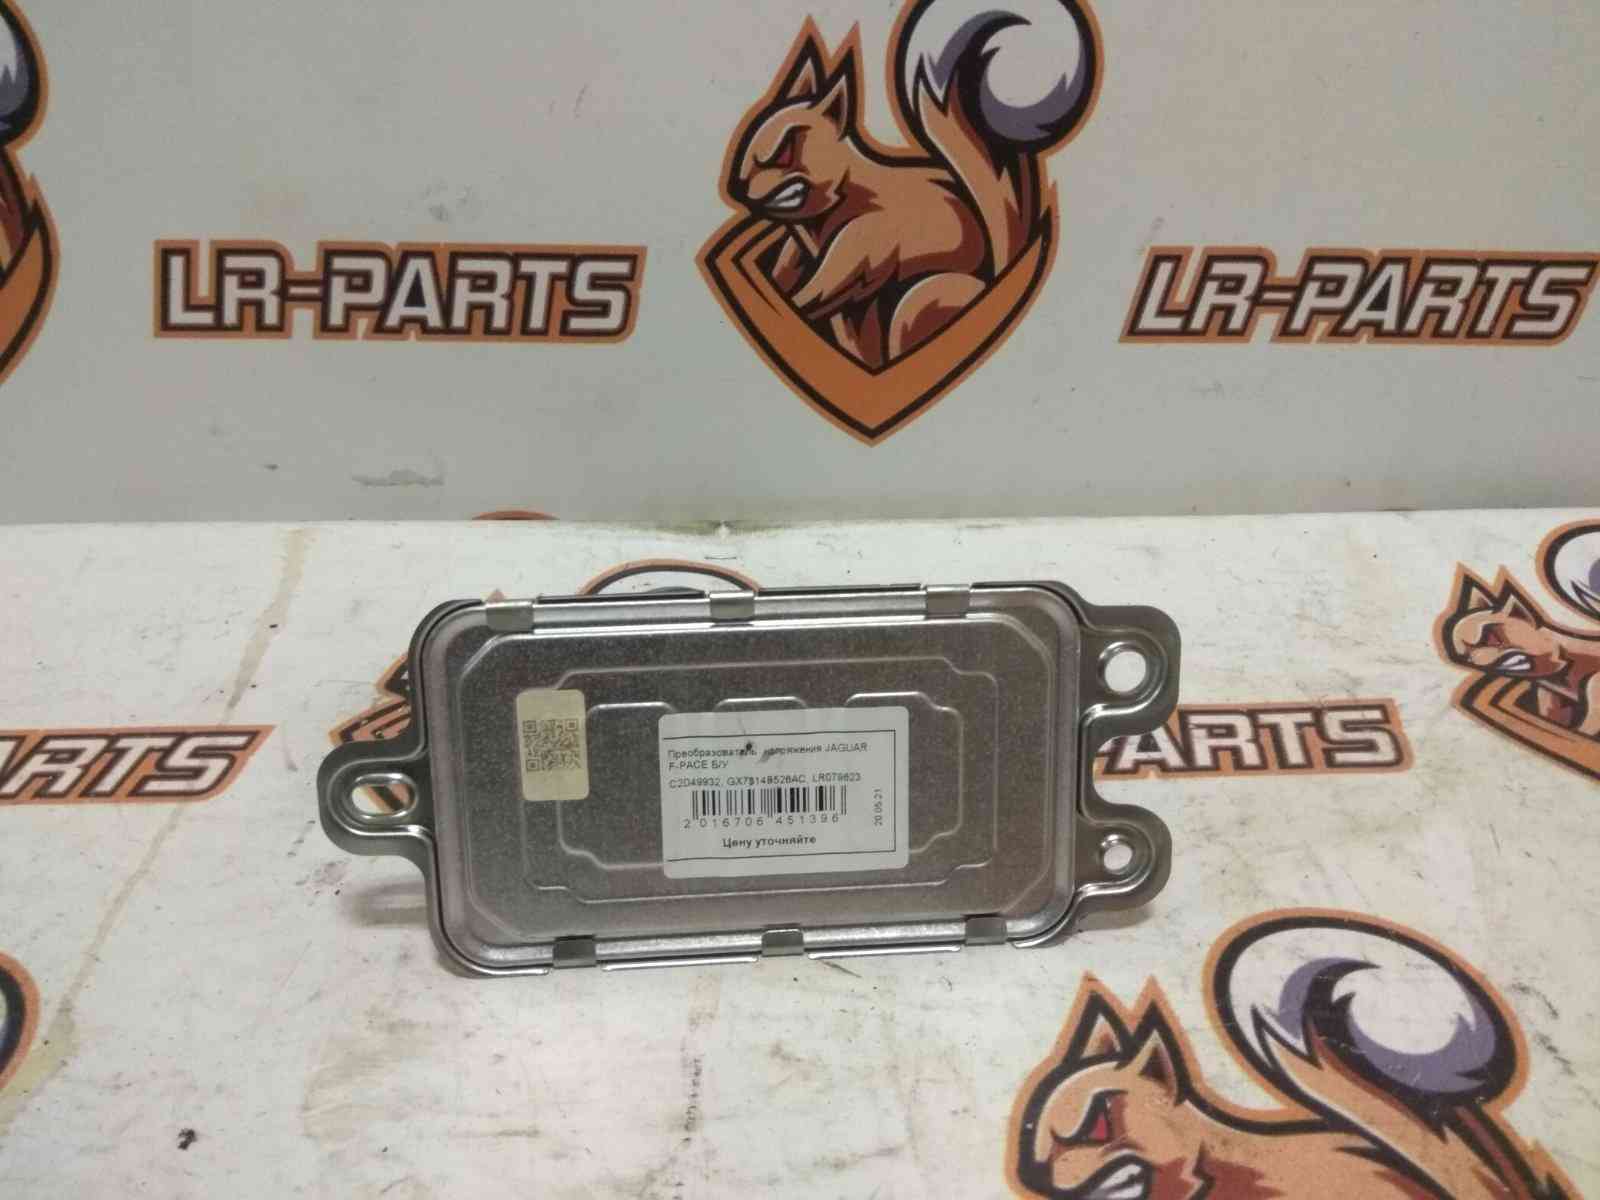 LR-PARTS
LR-PARTS
PARTS
ARTS
Преобразователь напряжения JAGUAR
F-PACE Б/У
C2D49932, GX7314B526AC, LR079623
2 016706 451396
20.05.21
Цену уточняйте